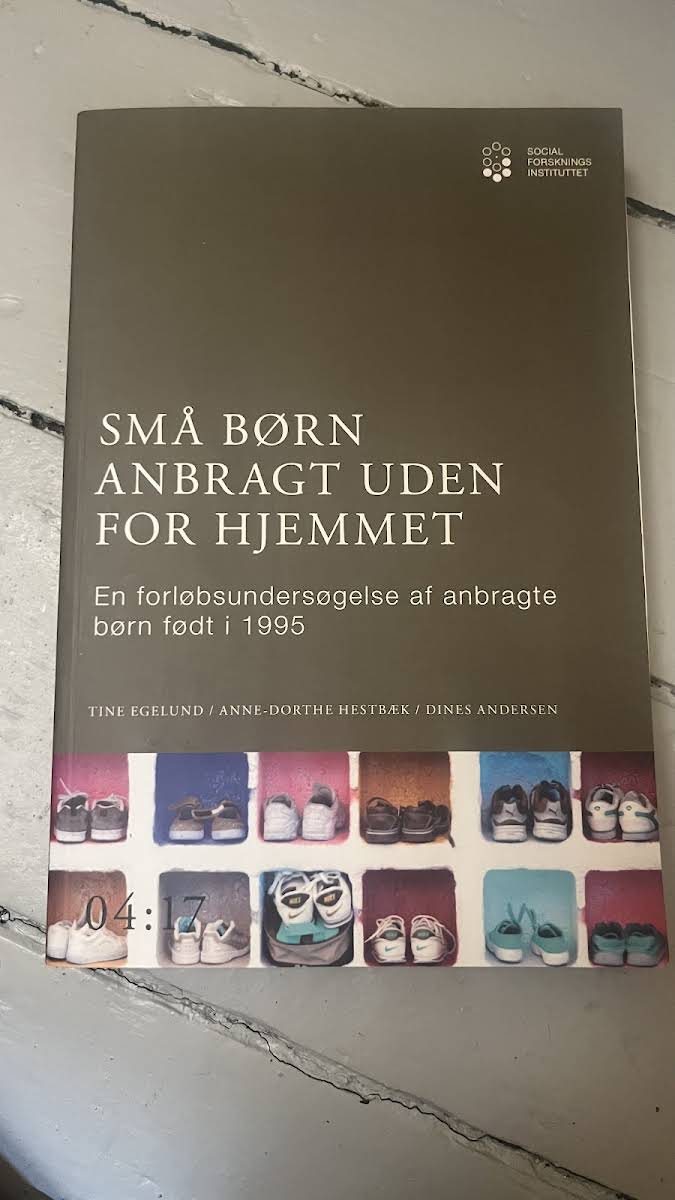 SOCIAL
FORSKNINGS
INSTITUTTET
SMÅ BØRN
ANBRAGT UDEN
FOR HJEMMET
En forløbsundersøgelse af anbragte
børn født i 1995
TINE EGELUND / ANNE-DORTHE HESTBÆK / DINES ANDERSEN
04:17